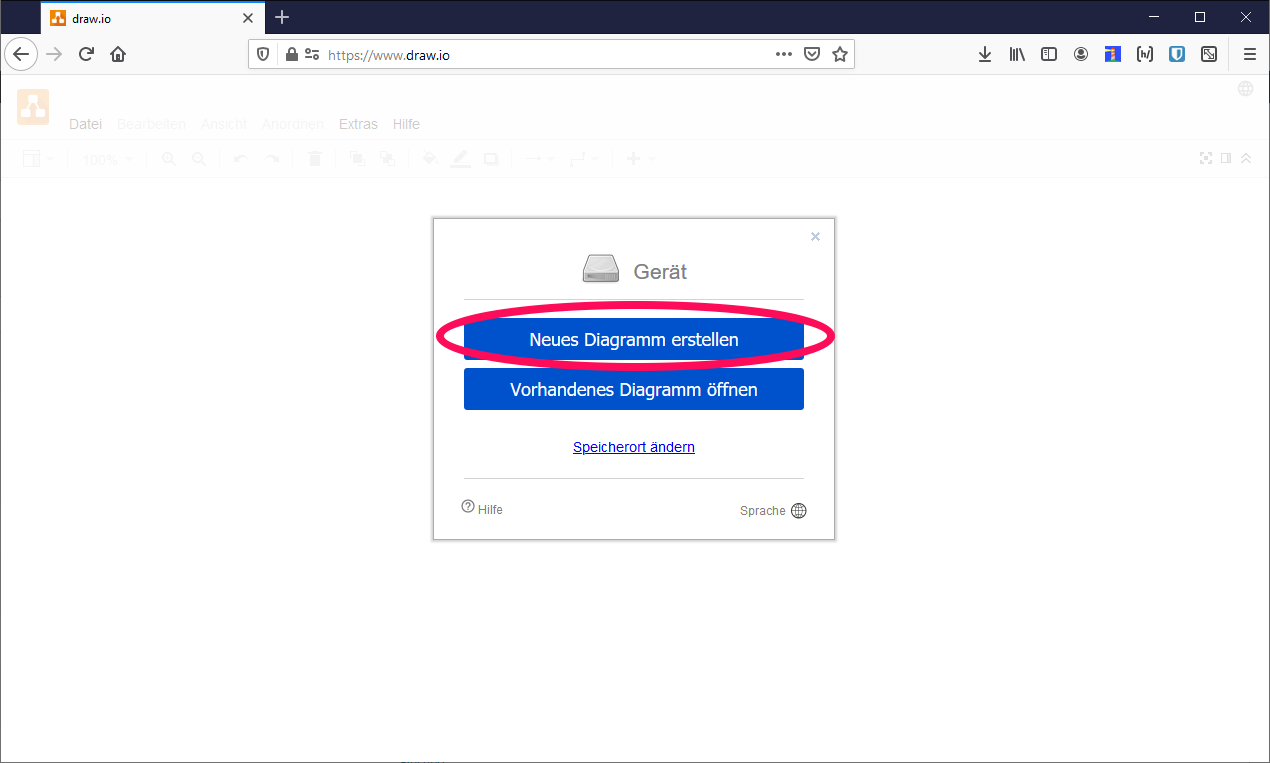 draw.io
https://www.draw.io
Datei Bearbeiten Ansicht Anordnen Extras Hilfe
100%
Gerät
Neues Diagramm erstellen
Vorhandenes Diagramm öffnen
Speicherort ändern
Hilfe
Sprache